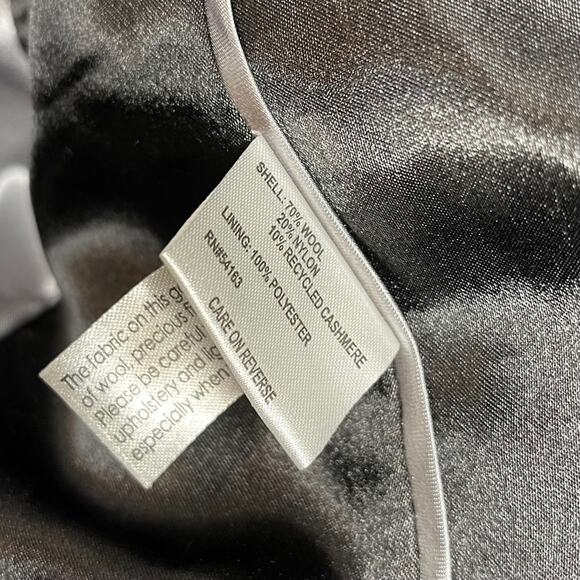 SHELL: 70% WOOL
20% NYLON
10% RECYCLED CASHMERE
LINING: 100% POLYESTER
RN#54163
CARE ON REVERSE
The fabric on this
of wool, precious
Please be careful
upholstery and
especially when